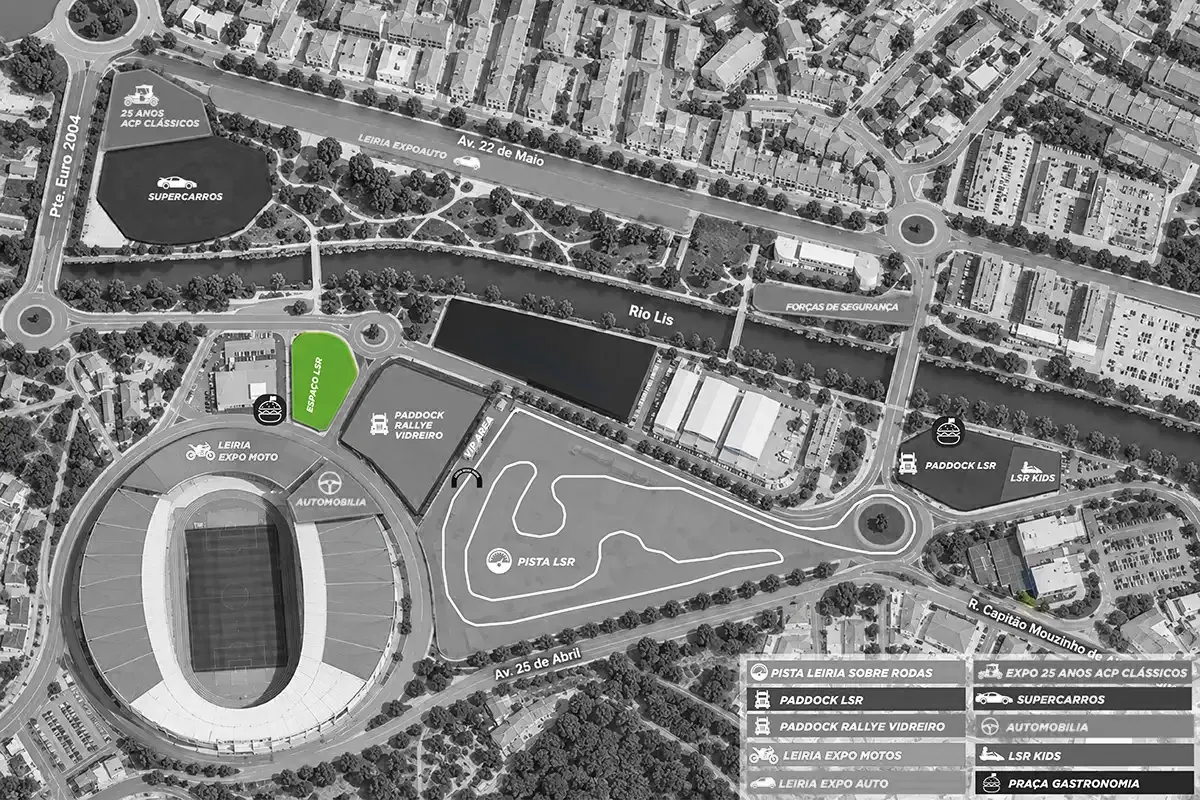 25 ANOS
ACP CLÁSSICOS
Pte. Euro 2004
SUPERCARROS
LEIRIA EXPOAUTO
Av. 22 de Maio
Rio Lis
FORÇAS DE SEGURANÇA
ESPAÇO LSR
PADDOCK
RALLYE
VIDREIRO
VIP AREA
LEIRIA
EXPO MOTO
AUTOMOBILIA
PADDOCK LSR
LSR KIDS
PISTA LSR
Av. 25 de Abril
R. Capitão Mouzinho de
PISTA LEIRIA SOBRE RODAS
PADDOCK LSR
PADDOCK RALLYE VIDREIRO
LEIRIA EXPO MOTOS
LEIRIA EXPO AUTO
EXPO 25 ANOS ACP CLÁSSICOS
SUPERCARROS
AUTOMOBILIA
LSR KIDS
PRAÇA GASTRONOMIA